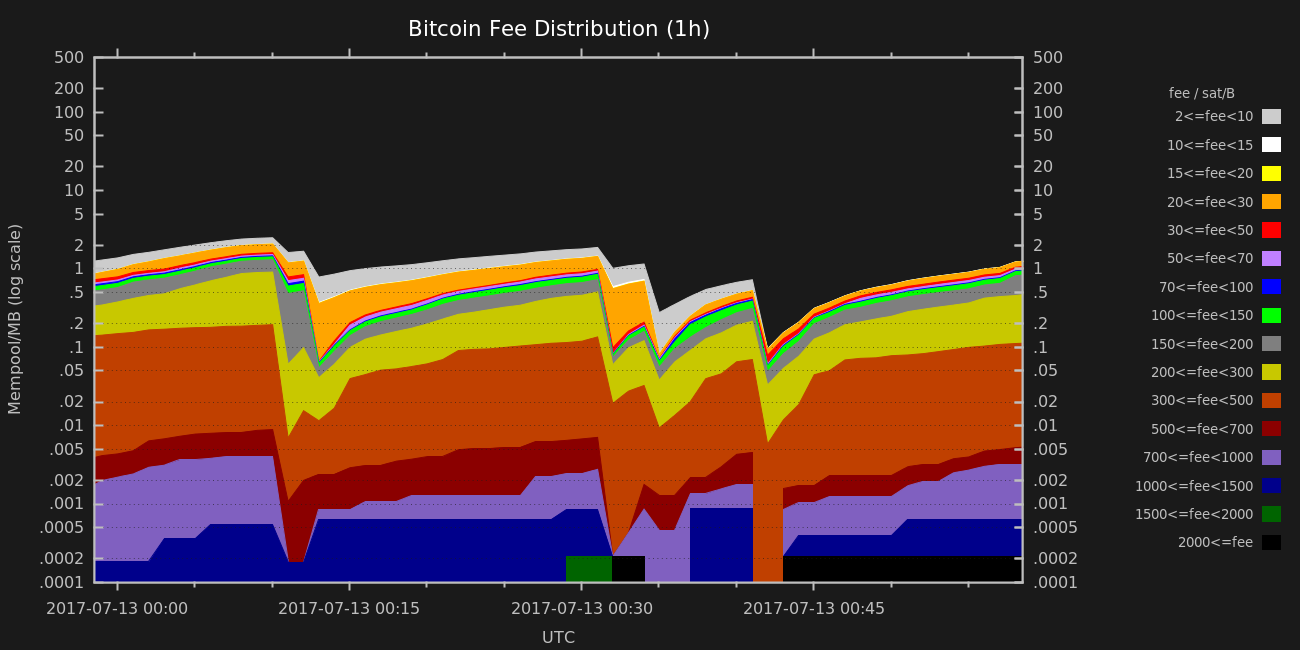 Bitcoin Fee Distribution (1h)
Mempool/MB (log scale)
500
200
100
50
20
10
5
2
1
.5
.2
.1
.05
.02
.01
.005
.002
.001
.0005
.0002
.0001
500
200
100
50
20
10
5
2
1
.5
.2
.1
.05
.02
.01
.005
.002
.001
.0005
.0002
.0001
2017-07-13 00:00
2017-07-13 00:15
2017-07-13 00:30
2017-07-13 00:45
UTC
fee / sat/B
2<=fee<10
10<=fee<15
15<=fee<20
20<=fee<30
30<=fee<50
50<=fee<70
70<=fee<100
100<=fee<150
150<=fee<200
200<=fee<300
300<=fee<500
500<=fee<700
700<=fee<1000
1000<=fee<1500
1500<=fee<2000
2000<=fee